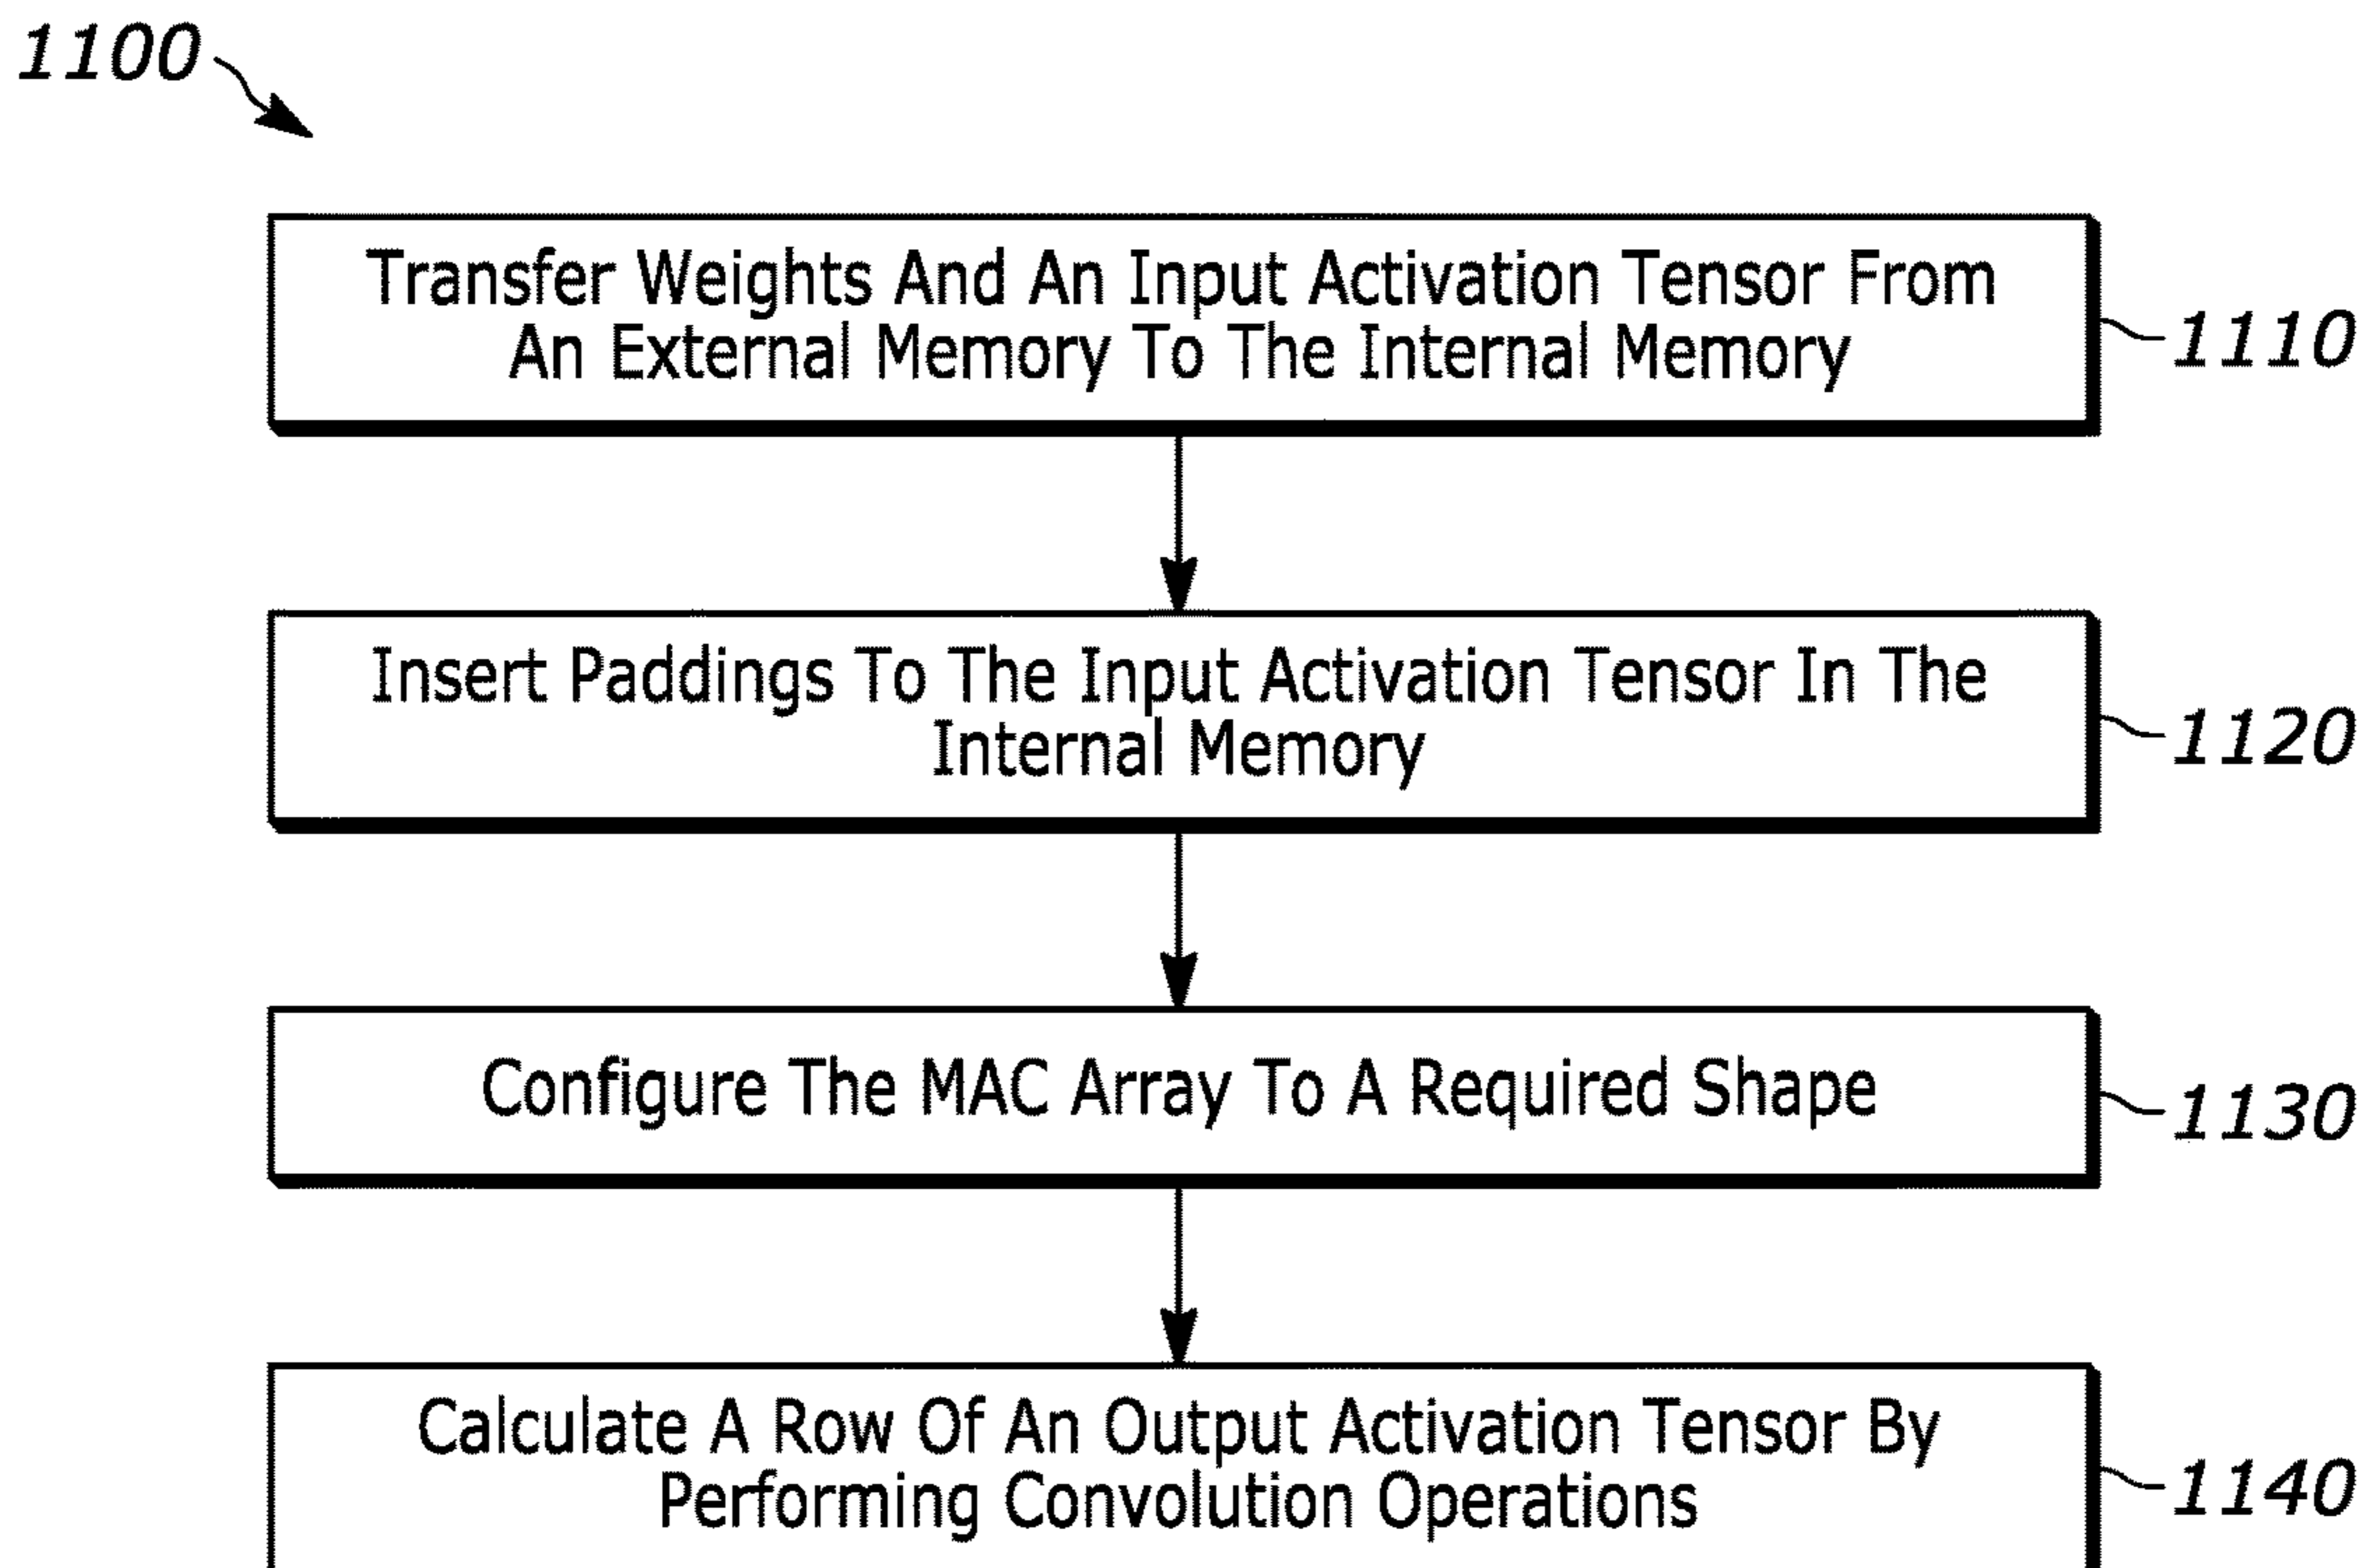 1100
Transfer Weights And An Input Activation Tensor From
An External Memory To The Internal Memory
1110
Insert Paddings To The Input Activation Tensor In The
Internal Memory
1120
Configure The MAC Array To A Required Shape
1130
Calculate A Row Of An Output Activation Tensor By
Performing Convolution Operations
1140